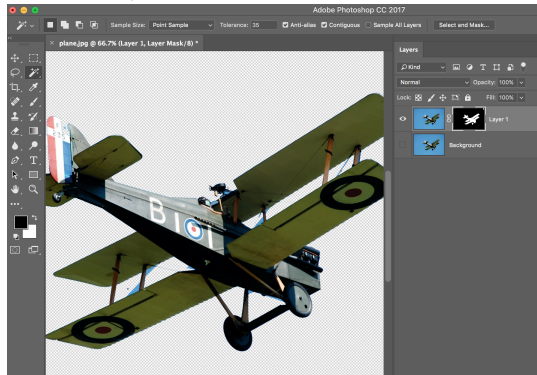 Adobe Photoshop CC 2017
Sample Size: Point Sample Tolerance: 35 Anti-alias Contiguous Sample All Layers Select and Mask...
× plane.jpg @ 66.7% (Layer 1, Layer Mask/8) *
Layers
Kind
Normal Opacity: 100%
Lock: Fill: 100%
Layer 1
Background
B